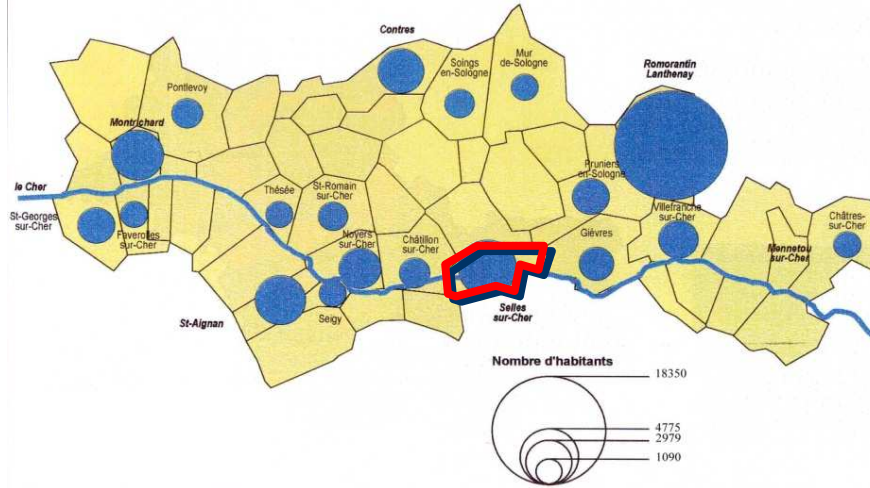 Contres
Soings
en-Sologne
Mur
de-Sologne
Romorantin
Lanthenay
Pontlevoy
Montrichard
Pruniers
en-Sologne
le Cher
Thésée
St-Romain
sur-Cher
St-Georges
sur-Cher
Faverolles
sur-Cher
Noyers
sur-Cher
Châtillon
sur-Cher
Gièvres
Villefranche
sur-Cher
Mennetou
sur-Cher
Châtres-
sur-Cher
St-Aignan
Seigy
Selles
sur-Cher
Nombre d'habitants
18350
4775
2979
1090